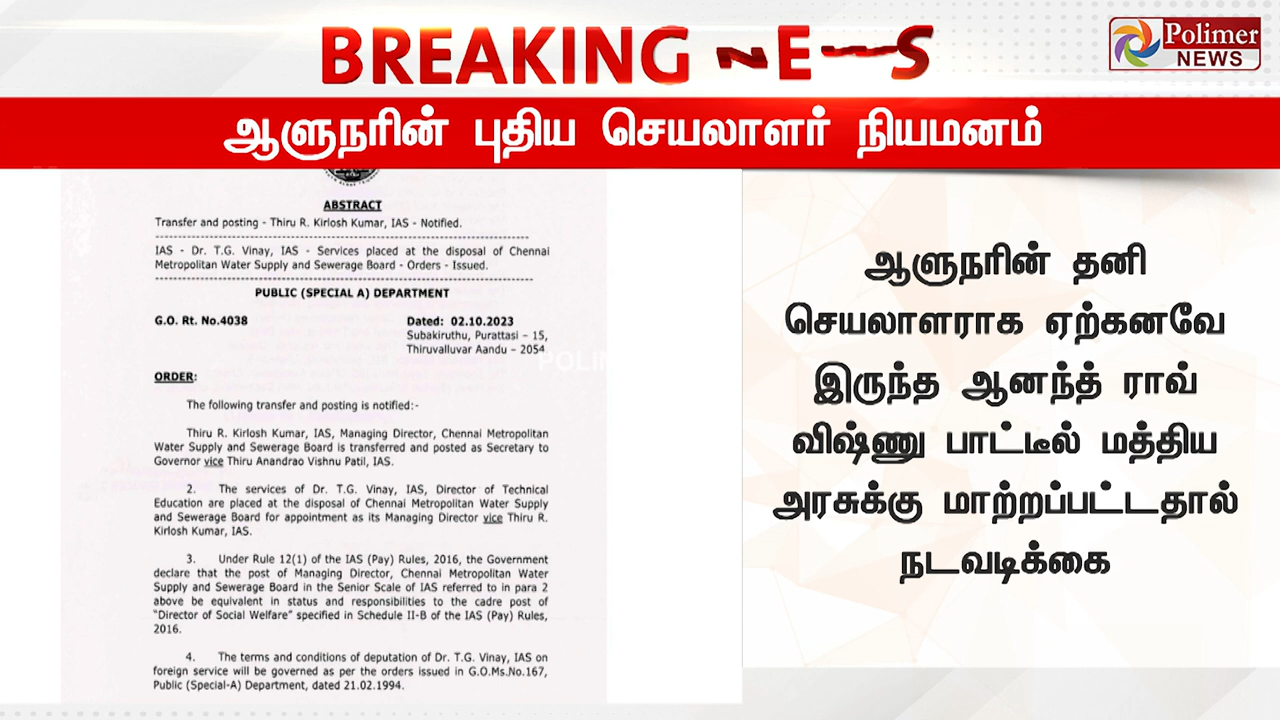 BREAKING NEWS
Polimer
NEWS
ஆளுநரின் புதிய செயலாளர் நியமனம்
ABSTRACT
Transfer and posting - Thiru R. Kirlosh Kumar, IAS - Notified.
IAS - Dr. T.G. Vinay, IAS - Services placed at the disposal of Chennai
Metropolitan Water Supply and Sewerage Board - Orders - Issued.
PUBLIC (SPECIAL A) DEPARTMENT
G.O. Rt. No.4038
Dated: 02.10.2023
Subakiruthu, Purattasi – 15,
Thiruvalluvar Aandu – 2054
ORDER:
The following transfer and posting is notified:-
Thiru R. Kirlosh Kumar, IAS, Managing Director, Chennai Metropolitan
Water Supply and Sewerage Board is transferred and posted as Secretary to
Governor vice Thiru Anandrao Vishnu Patil, IAS.
2. The services of Dr. T.G. Vinay, IAS, Director of Technical
Education are placed at the disposal of Chennai Metropolitan Water Supply
and Sewerage Board for appointment as its Managing Director vice Thiru R.
Kirlosh Kumar, IAS.
3. Under Rule 12(1) of the IAS (Pay) Rules, 2016, the Government
declare that the post of Managing Director, Chennai Metropolitan Water
Supply and Sewerage Board in the Senior Scale of IAS referred to in para 2
above be equivalent in status and responsibilities to the cadre post of
"Director of Social Welfare" specified in Schedule II-B of the IAS (Pay) Rules,
2016.
4. The terms and conditions of deputation of Dr. T.G. Vinay, IAS on
foreign service will be governed as per the orders issued in G.O.Ms.No.167,
Public (Special-A) Department, dated 21.02.1994.
ஆளுநரின் தனி
செயலாளராக ஏற்கனவே
இருந்த ஆனந்த் ராவ்
விஷ்ணு பாட்டீல் மத்திய
அரசுக்கு மாற்றப்பட்டதால்
நடவடிக்கை